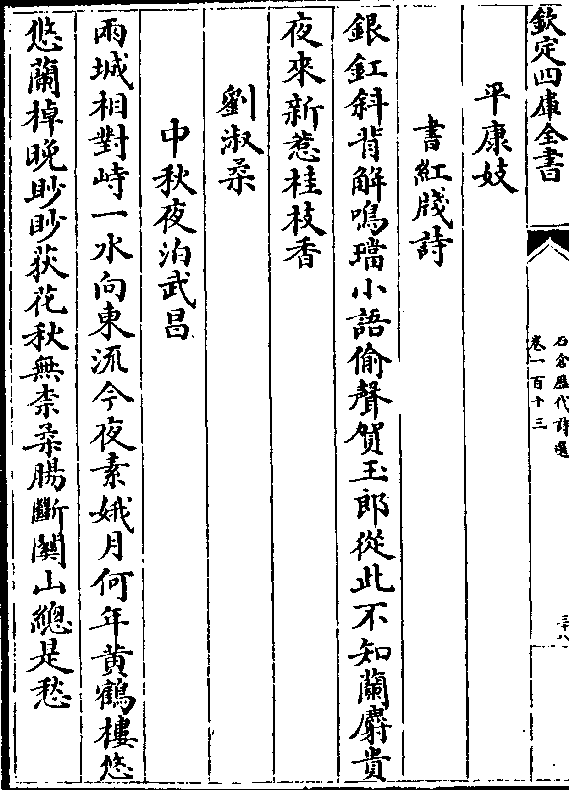 欽定四庫全書
石倉歷代詩選
卷一百十三
三十八
平康妓
書紅牋詩
銀釭斜背解鳴璫小語偷聲賀玉郎從此不知蘭麝貴
夜來新惹桂枝香
劉淑柔
中秋夜泊武昌
兩城相對峙一水向東流今夜素娥月何年黄鶴樓悠
悠蘭棹晚眇眇荻花秋無柰柔腸斷關山總是愁